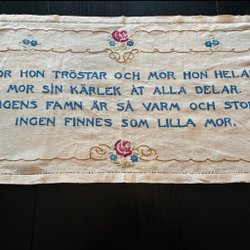 OR HON TRÖSTAR OCH MOR HON HELA
MOR SIN KÄRLEK ÅT ALLA DELAR.
IGENS FAMN ÄR SÅ VARM OCH STO
INGEN FINNES SOM LILLA MOR.